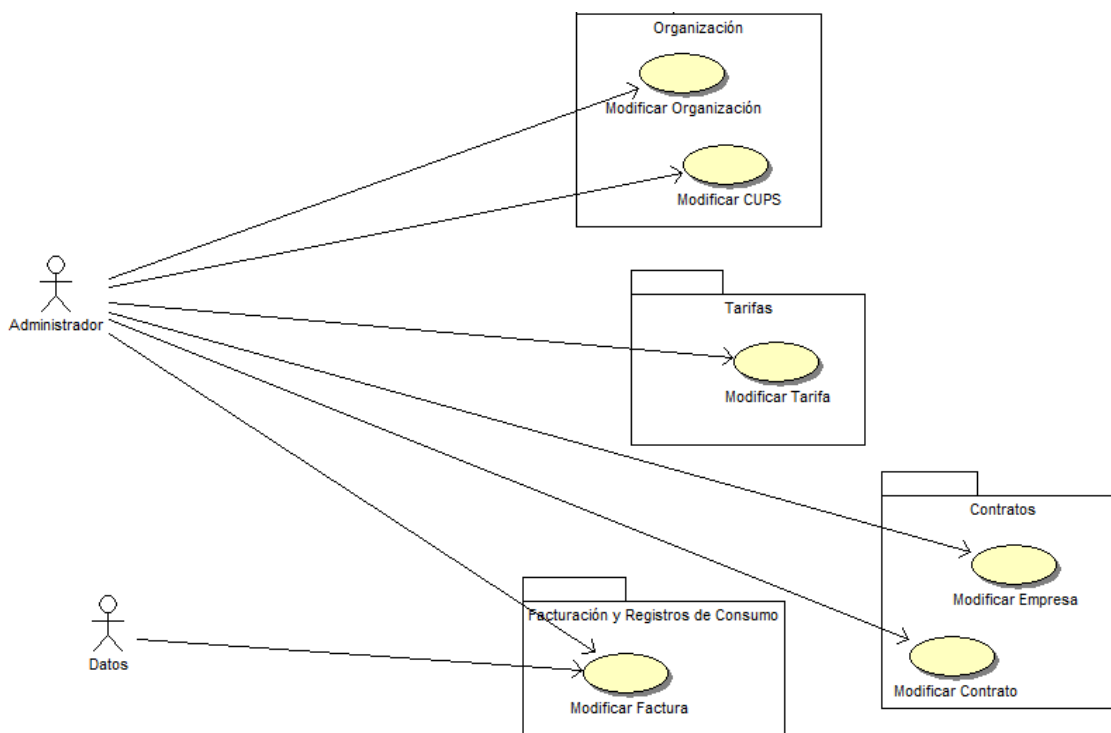 Organización
Modificar Organización
Modificar CUPS
Administrador
Tarifas
Modificar Tarifa
Contratos
Modificar Empresa
Modificar Contrato
Datos
Facturación y Registros de Consumo
Modificar Factura